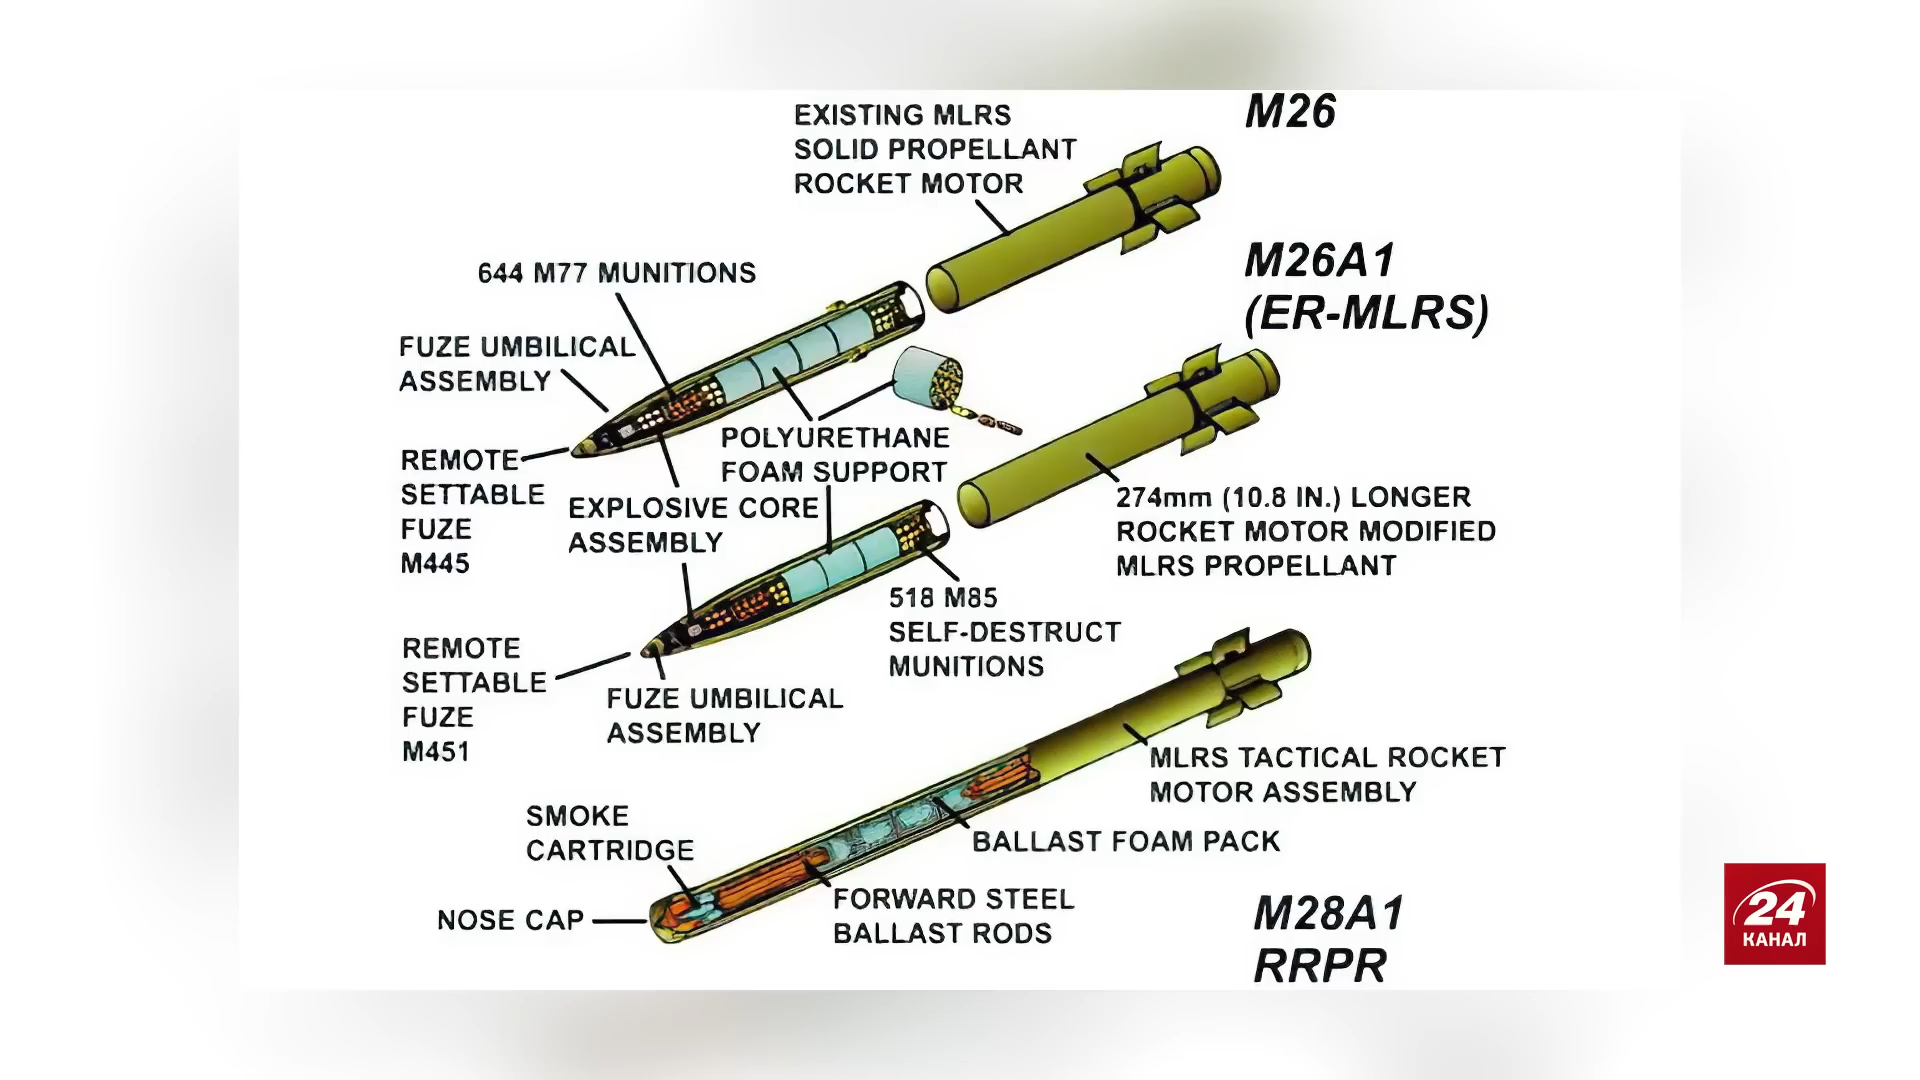 EXISTING MLRS
SOLID PROPELLANT
ROCKET MOTOR
M26
644 M77 MUNITIONS
M26A1
(ER-MLRS)
FUZE UMBILICAL
ASSEMBLY
POLYURETHANE
FOAM SUPPORT
REMOTE
SETTABLE
FUZE
M445
EXPLOSIVE CORE
ASSEMBLY
274mm (10.8 IN.) LONGER
ROCKET MOTOR MODIFIED
MLRS PROPELLANT
518 M85
SELF-DESTRUCT
MUNITIONS
REMOTE
SETTABLE
FUZE
M451
FUZE UMBILICAL
ASSEMBLY
MLRS TACTICAL ROCKET
MOTOR ASSEMBLY
SMOKE
CARTRIDGE
BALLAST FOAM PACK
NOSE CAP
FORWARD STEEL
BALLAST RODS
M28A1
RRPR
24
КАНАЛ